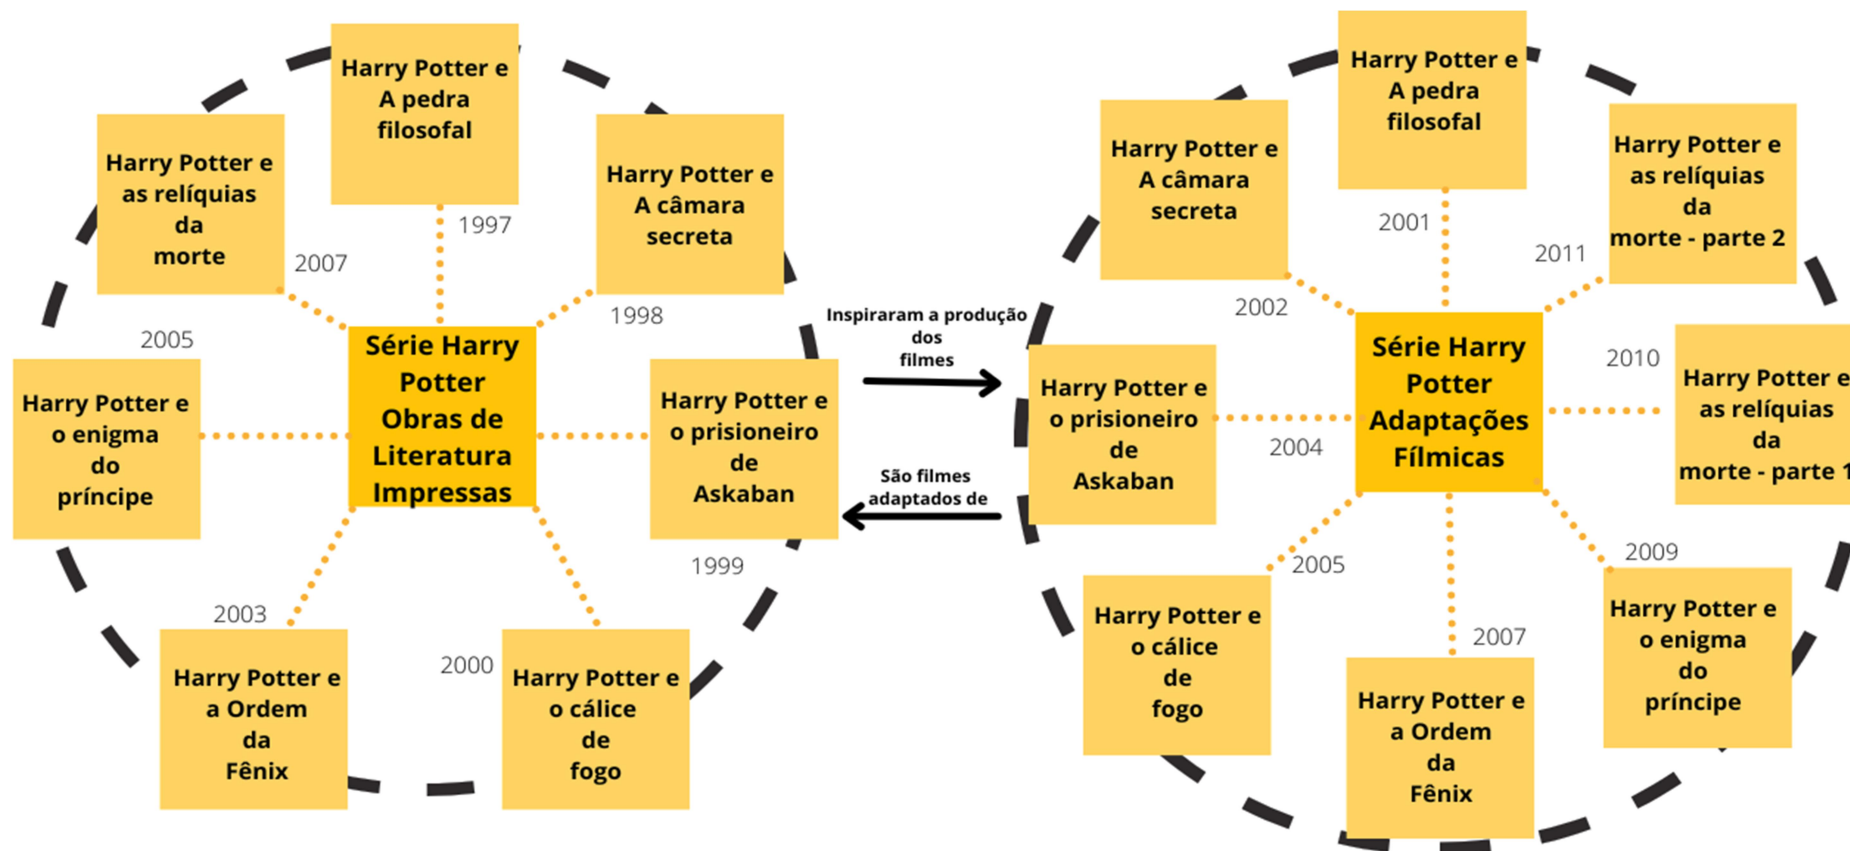 Harry Potter e
A pedra
filosofal
1997
Harry Potter e
A câmara
secreta
1998
Harry Potter e
o prisioneiro
de
Askaban
1999
Harry Potter e
o cálice
de
fogo
2000
Harry Potter e
a Ordem
da
Fênix
2003
Harry Potter e
o enigma
do
príncipe
2005
Harry Potter e
as relíquias
da
morte
2007
Série Harry
Potter
Obras de
Literatura
Impressas
Inspiraram a produção
dos
filmes
São filmes
adaptados de
Harry Potter e
A pedra
filosofal
2001
Harry Potter e
A câmara
secreta
2002
Harry Potter e
o prisioneiro
de
Askaban
2004
Harry Potter e
o cálice
de
fogo
2005
Harry Potter e
a Ordem
da
Fênix
2007
Harry Potter e
o enigma
do
príncipe
2009
Harry Potter e
as relíquias
da
morte - parte 1
2010
Harry Potter e
as relíquias
da
morte - parte 2
2011
Série Harry
Potter
Adaptações
Fílmicas